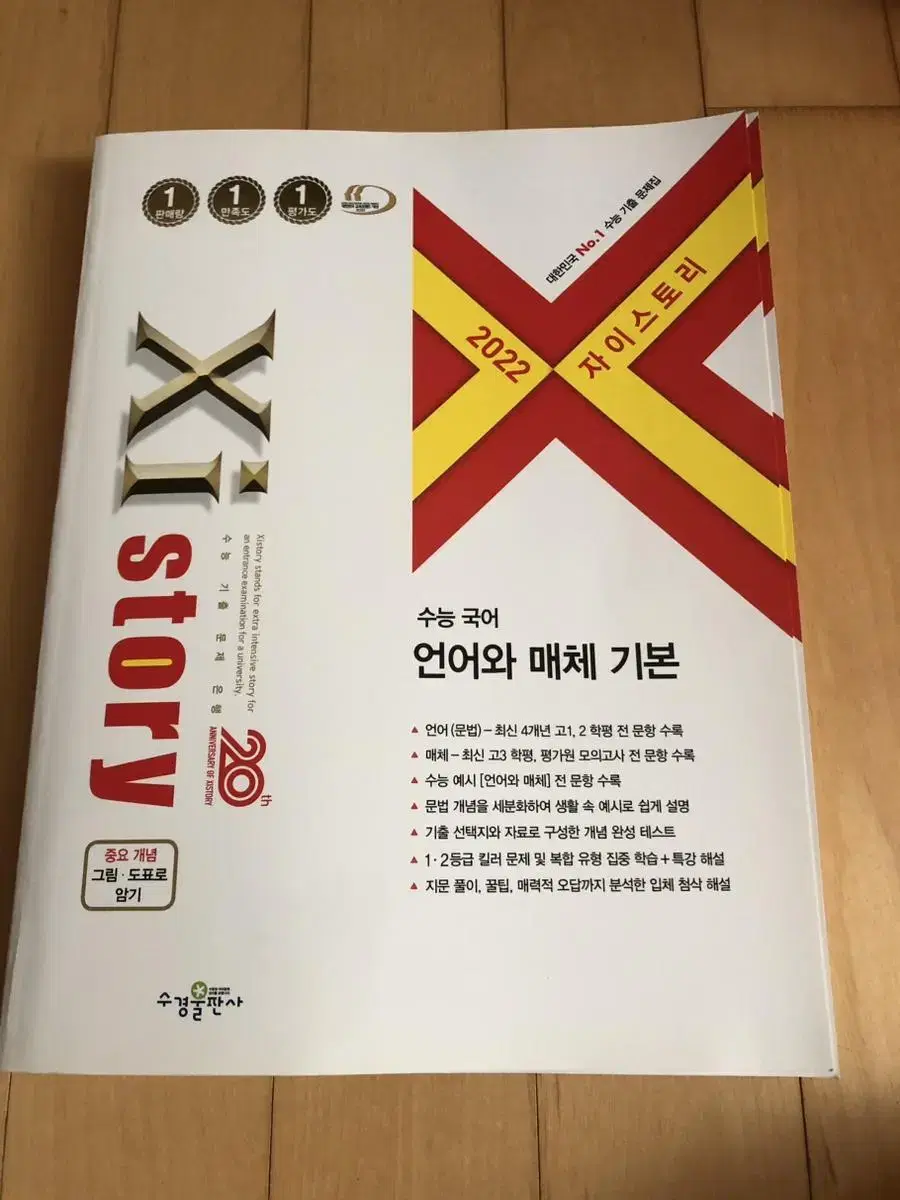 1
판매량
1
만족도
1
평가도
대한민국 No.1 수능 기출 문제집
2022
자이스토리
Xi
story
Xistory stands for extra intensive story for
an entrance examination for a university.
수능 기출 문제 은행
20th
ANNIVERSARY OF XISTORY
수능 국어
언어와 매체 기본
▲ 언어(문법) – 최신 4개년 고1, 2 학평 전 문항 수록
▲ 매체 – 최신 고3 학평, 평가원 모의고사 전 문항 수록
▲ 수능 예시 [언어와 매체] 전 문항 수록
▲ 문법 개념을 세분화하여 생활 속 예시로 쉽게 설명
▲ 기출 선택지와 자료로 구성한 개념 완성 테스트
▲ 1·2등급 킬러 문제 및 복합 유형 집중 학습 + 특강 해설
▲ 지문 풀이, 꿀팁, 매력적 오답까지 분석한 입체 첨삭 해설
중요 개념
그림·도표로
암기
수경출판사